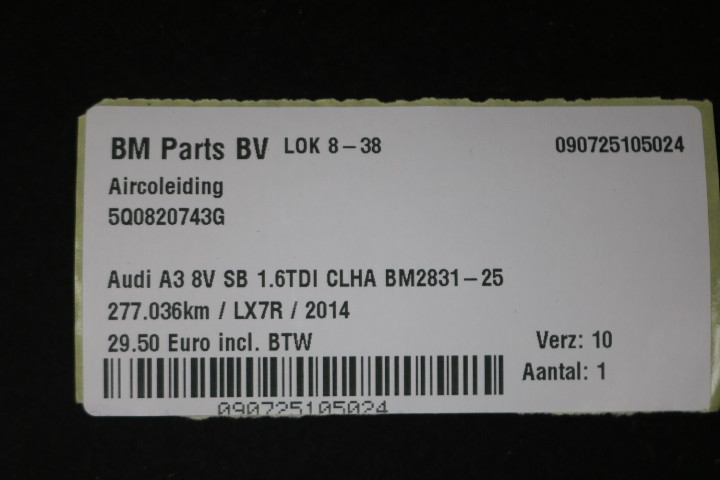 BM Parts BV LOK 8-38 090725105024
Aircoleiding
5Q0820743G
Audi A3 8V SB 1.6TDI CLHA BM2831-25
277.036km / LX7R / 2014
29.50 Euro incl. BTW Verz: 10
Aantal: 1
090725105024